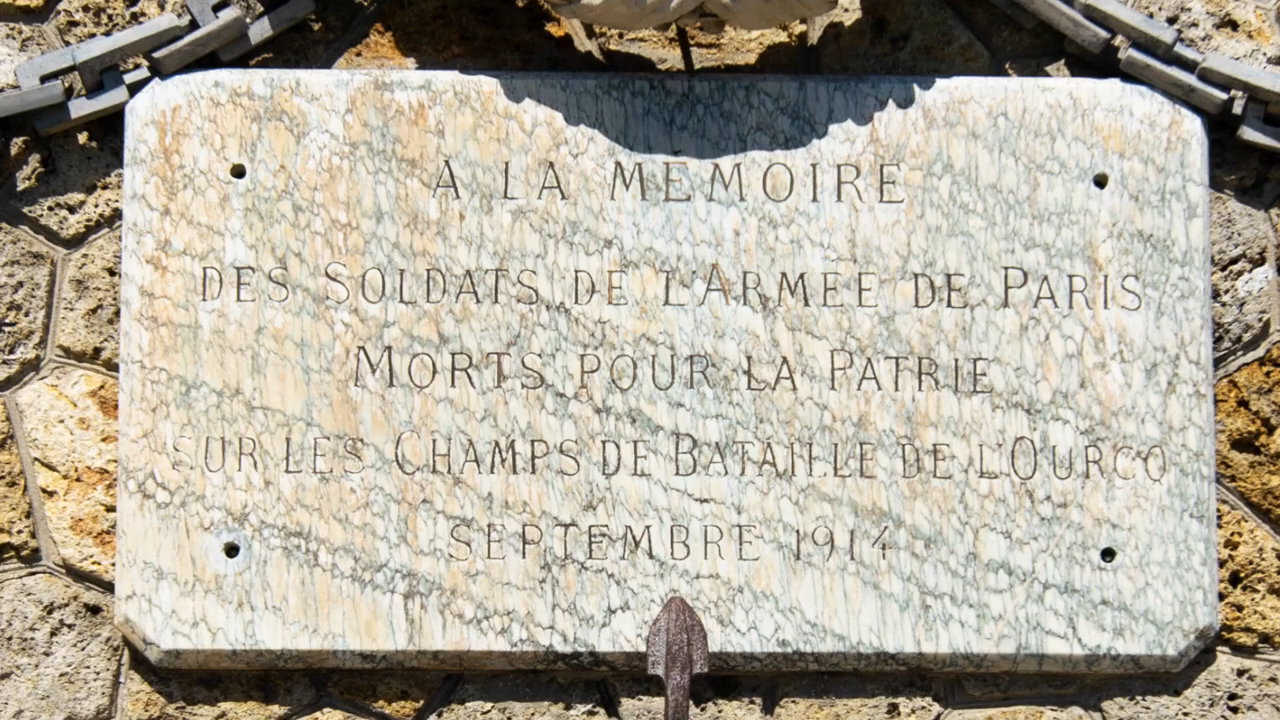 A LA MEMOIRE
DES SOLDATS DE L'ARMEE DE PARIS
MORTS POUR LA PATRIE
SUR LES CHAMPS DE BATAILLE DE L'OURCQ
SEPTEMBRE 1914